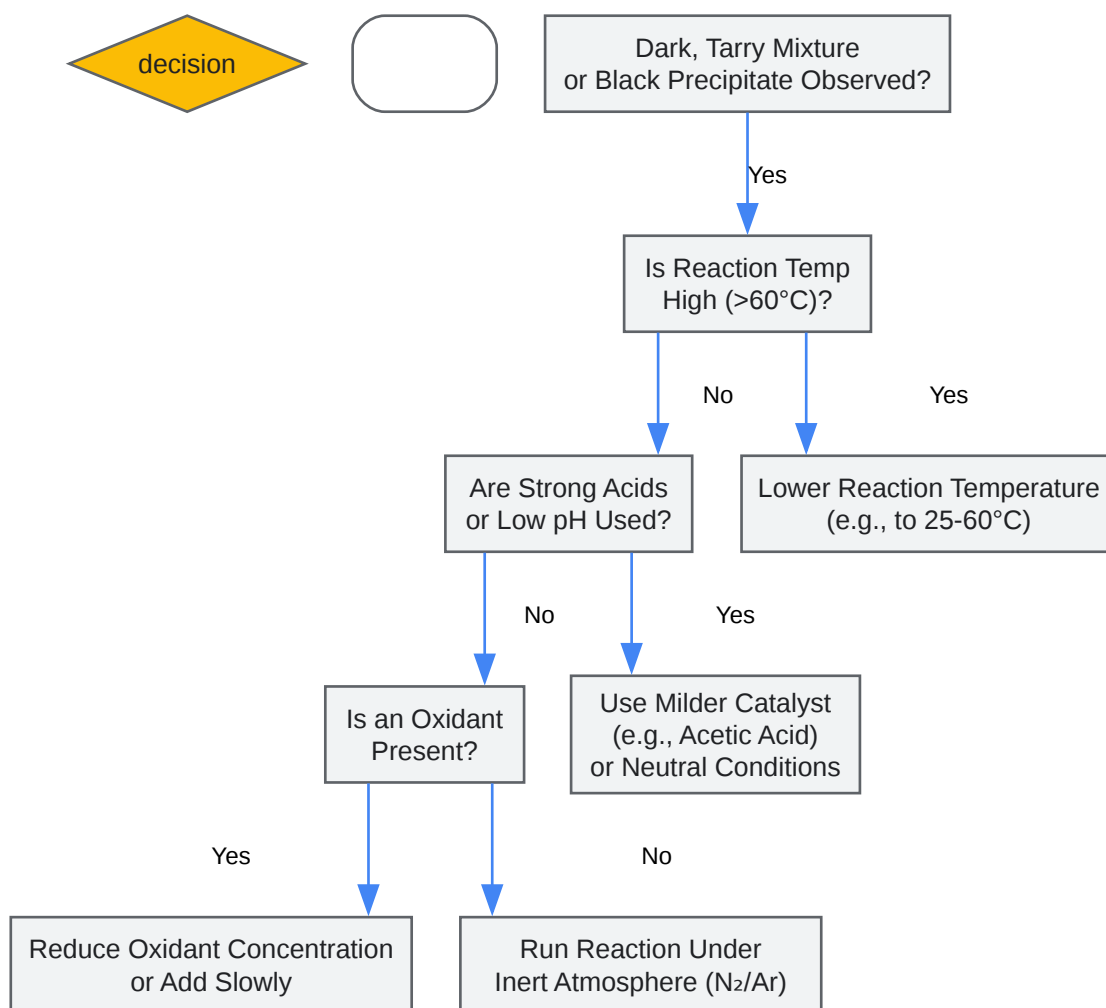 decision
Dark, Tarry Mixture
or Black Precipitate Observed?
Yes
Is Reaction Temp
High (>60°C)?
No
Yes
Are Strong Acids
or Low pH Used?
Lower Reaction Temperature
(e.g., to 25-60°C)
No
Yes
Is an Oxidant
Present?
Use Milder Catalyst
(e.g., Acetic Acid)
or Neutral Conditions
Yes
No
Reduce Oxidant Concentration
or Add Slowly
Run Reaction Under
Inert Atmosphere (N₂/Ar)